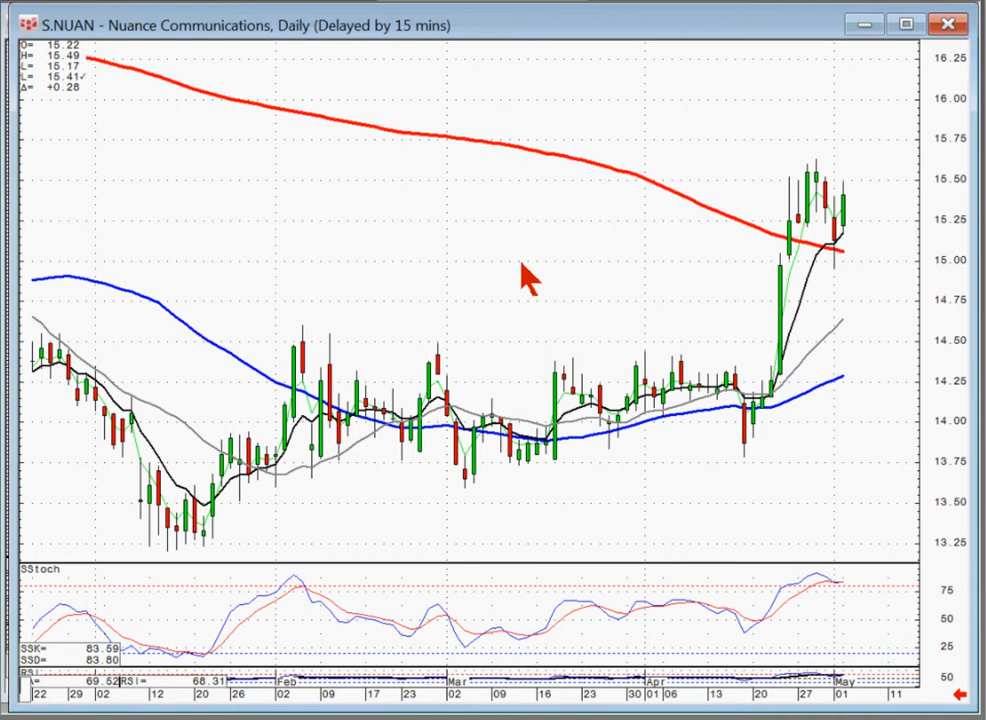 S.NUAN - Nuance Communications, Daily (Delayed by 15 mins)
O= 15.22
H= 15.49
L= 15.17
L= 15.41✓
Δ= +0.28
16.25
16.00
15.75
15.50
15.25
15.00
14.75
14.50
14.25
14.00
13.75
13.50
13.25
SStoch
75
50
25
SSK= 83.59
SSD= 83.80
RSI
= 69.52 RSI= 68.31
50
22 29 02 12 20 26 Feb 02 09 17 23 Mar 02 09 16 23 30 Apr 01 06 13 20 27 May 01 11